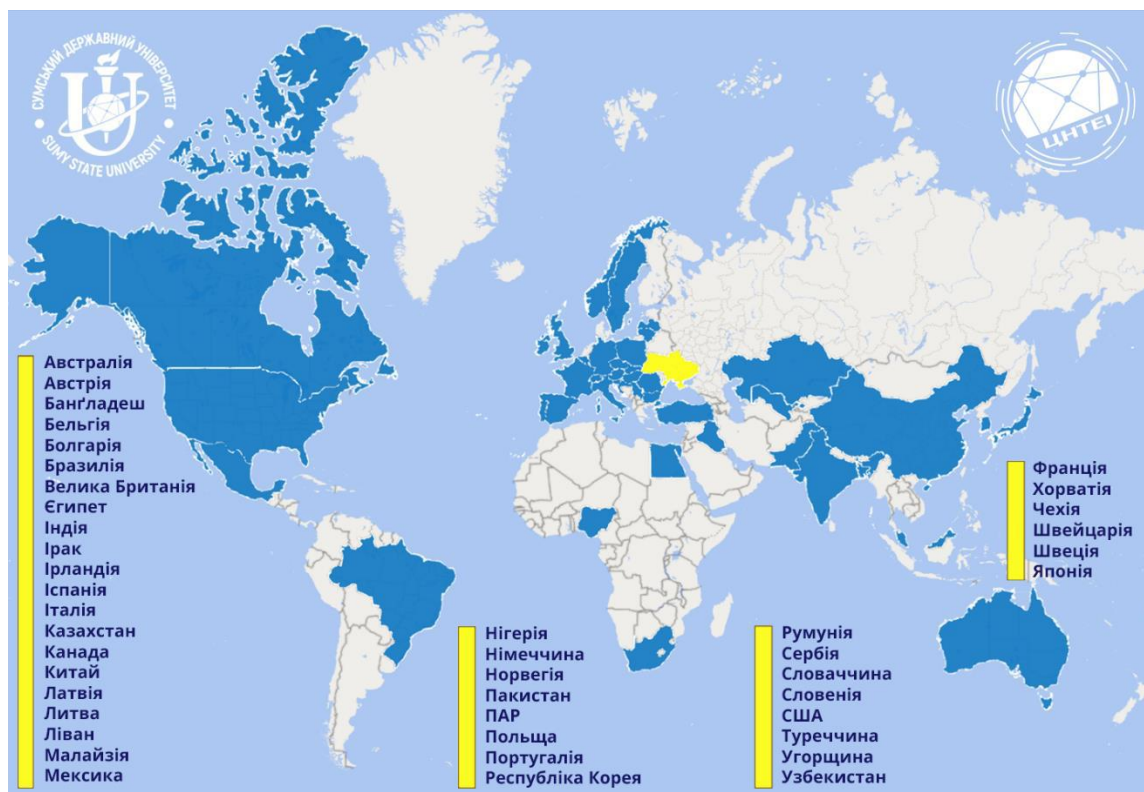 СУМСЬКИЙ ДЕРЖАВНИЙ УНІВЕРСИТЕТ
SUMY STATE UNIVERSITY
ЦНТЕІ
Австралія
Австрія
Банґладеш
Бельгія
Болгарія
Бразилія
Велика Британія
Єгипет
Індія
Ірак
Ірландія
Іспанія
Італія
Казахстан
Канада
Китай
Латвія
Литва
Ліван
Малайзія
Мексика
Нігерія
Німеччина
Норвегія
Пакистан
ПАР
Польща
Португалія
Республіка Корея
Румунія
Сербія
Словаччина
Словенія
США
Туреччина
Угорщина
Узбекистан
Франція
Хорватія
Чехія
Швейцарія
Швеція
Японія